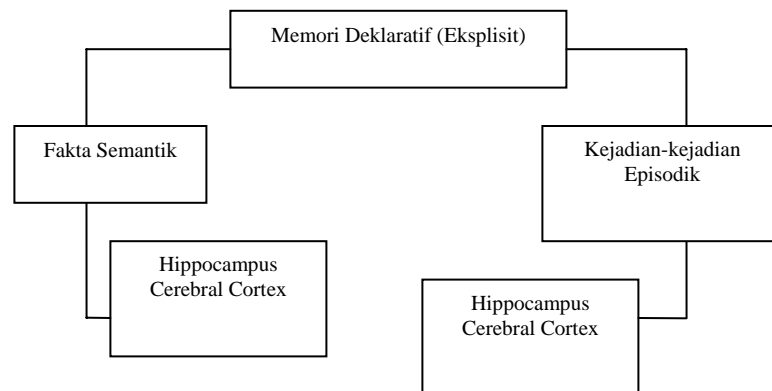 Memori Deklaratif (Eksplisit)
Fakta Semantik
Kejadian-kejadian
Episodik
Hippocampus
Cerebral Cortex
Hippocampus
Cerebral Cortex